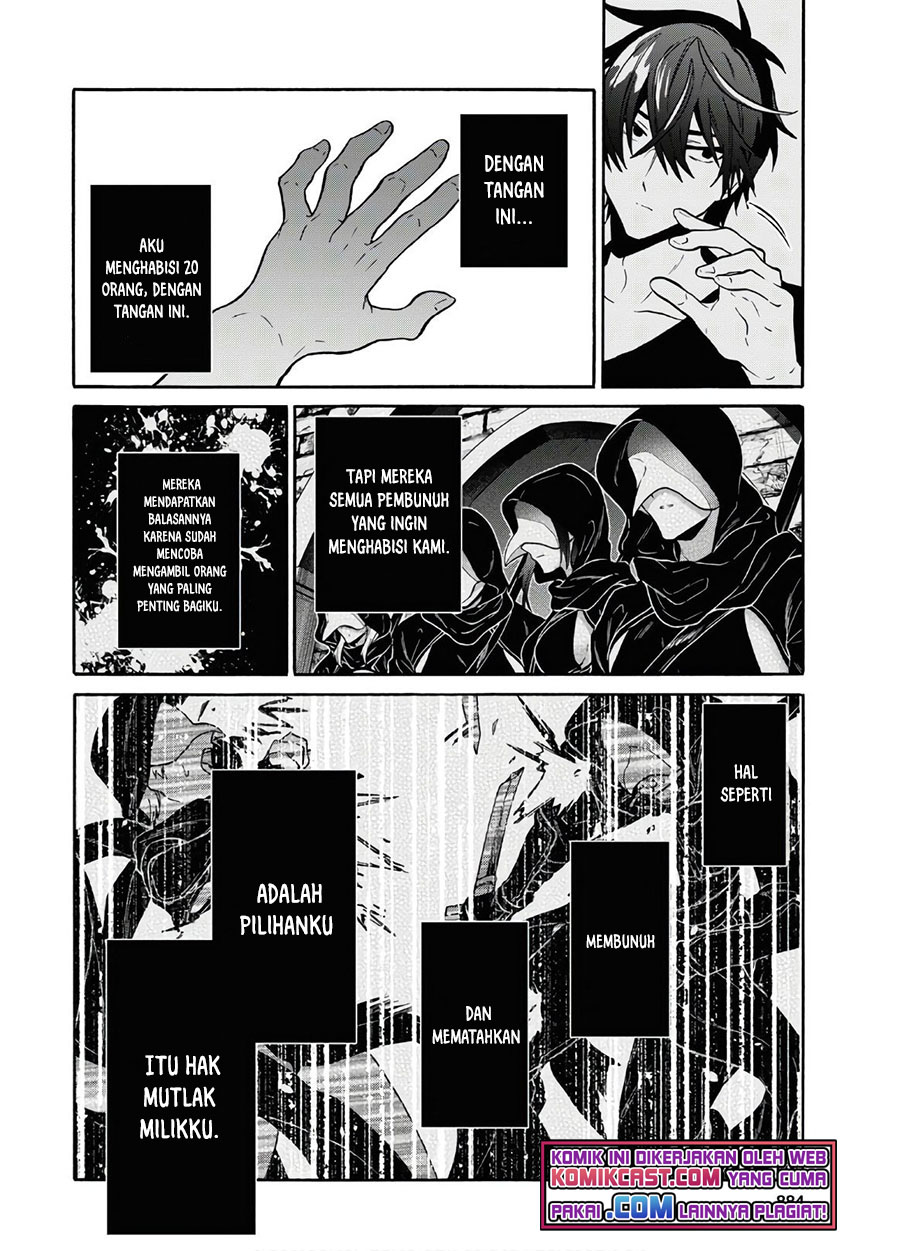 DENGAN
TANGAN
INI...
AKU
MENGHABISI 20
ORANG, DENGAN
TANGAN INI.
TAPI MEREKA
SEMUA PEMBUNUH
YANG INGIN
MENGHABISI KAMI.
MEREKA
MENDAPATKAN
BALASANNYA
KARENA SUDAH
MENCOBA
MENGAMBIL ORANG
YANG PALING
PENTING BAGIKU.
HAL
SEPERTI
MEMBUNUH
DAN
MEMATAHKAN
ADALAH
PILIHANKU
ITU HAK
MUTLAK
MILIKKU.
KOMIK INI DIKERJAKAN OLEH WEB
KOMIKCAST.COM YANG CUMA
PAKAI .COM LAINNYA PLAGIAT!